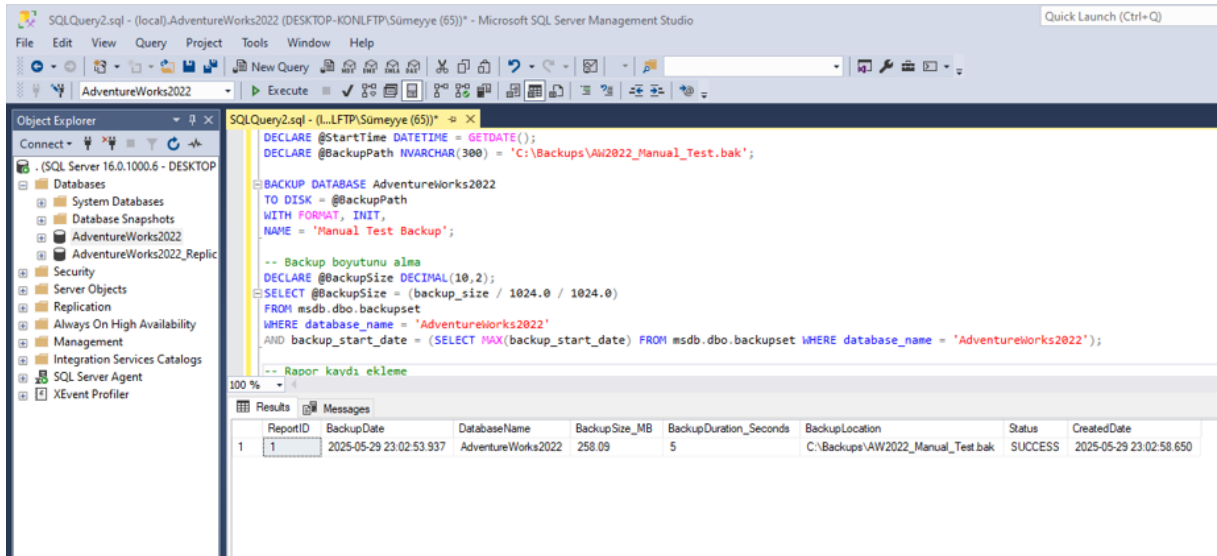 SQLQuery2.sql - (local).AdventureWorks2022 (DESKTOP-KONLFTP\Sümeyye (65))* - Microsoft SQL Server Management Studio
Quick Launch (Ctrl+Q)
File Edit View Query Project Tools Window Help
New Query
AdventureWorks2022
Execute
Object Explorer
SQLQuery2.sql - (l...LFTP\Sümeyye (65))*
Connect
. (SQL Server 16.0.1000.6 - DESKTOP
Databases
System Databases
Database Snapshots
AdventureWorks2022
AdventureWorks2022_Replic
Security
Server Objects
Replication
Always On High Availability
Management
Integration Services Catalogs
SQL Server Agent
XEvent Profiler
DECLARE @StartTime DATETIME = GETDATE();
DECLARE @BackupPath NVARCHAR(300) = 'C:\Backups\AW2022_Manual_Test.bak';
BACKUP DATABASE AdventureWorks2022
TO DISK = @BackupPath
WITH FORMAT, INIT,
NAME = 'Manual Test Backup';
-- Backup boyutunu alma
DECLARE @BackupSize DECIMAL(10,2);
SELECT @BackupSize = (backup_size / 1024.0 / 1024.0)
FROM msdb.dbo.backupset
WHERE database_name = 'AdventureWorks2022'
AND backup_start_date = (SELECT MAX(backup_start_date) FROM msdb.dbo.backupset WHERE database_name = 'AdventureWorks2022');
-- Rapor kaydı ekleme
100 %
Results Messages
ReportID BackupDate DatabaseName BackupSize_MB BackupDuration_Seconds BackupLocation Status CreatedDate
1 1 2025-05-29 23:02:53.937 AdventureWorks2022 258.09 5 C:\Backups\AW2022_Manual_Test.bak SUCCESS 2025-05-29 23:02:58.650